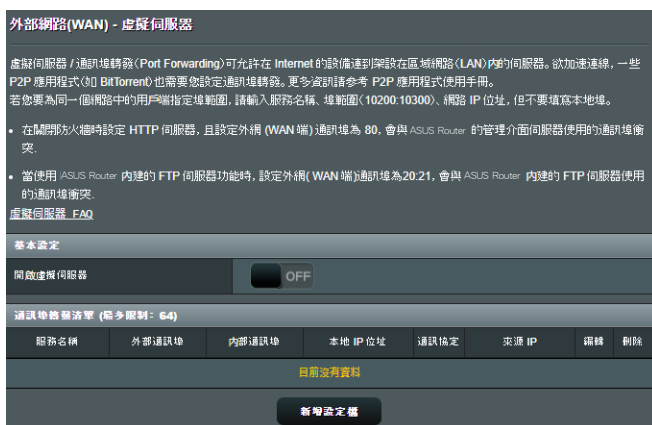 外部網路(WAN) - 虛擬伺服器
虛擬伺服器 / 通訊埠轉發(Port Forwarding)可允許在 Internet 的設備連到架設在區域網路(LAN)內的伺服器。欲加速連線, 一些
P2P 應用程式(如 BitTorrent)也需要您設定通訊埠轉發。更多資訊請參考 P2P 應用程式使用手冊。
若您要為同一個網路中的用戶端指定埠範圍, 請輸入服務名稱、埠範圍(10200:10300)、網路 IP 位址, 但不要填寫本地埠。
• 在關閉防火牆時設定 HTTP 伺服器, 且設定外網 (WAN 端) 通訊埠為 80, 會與 ASUS Router 的管理介面伺服器使用的通訊埠衝
突.
• 當使用 ASUS Router 內建的 FTP 伺服器功能時, 設定外網( WAN 端)通訊埠為20:21, 會與 ASUS Router 內建的 FTP 伺服器使用
的通訊埠衝突.
虛擬伺服器 FAQ
基本設定
開啟虛擬伺服器 OFF
通訊埠轉發清單 (最多限制: 64)
服務名稱 外部通訊埠 內部通訊埠 本地 IP 位址 通訊協定 來源 IP 編輯 刪除
目前沒有資料
新增設定檔